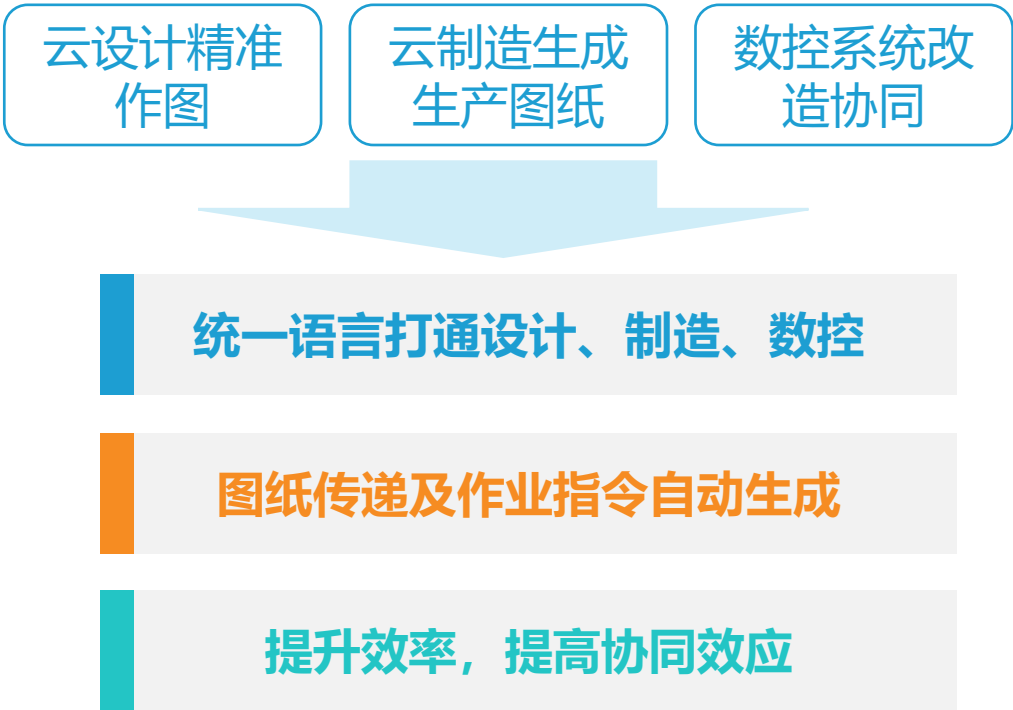 云设计精准
作图
云制造生成
生产图纸
数控系统改
造协同
统一语言打通设计、制造、数控
图纸传递及作业指令自动生成
提升效率，提高协同效应